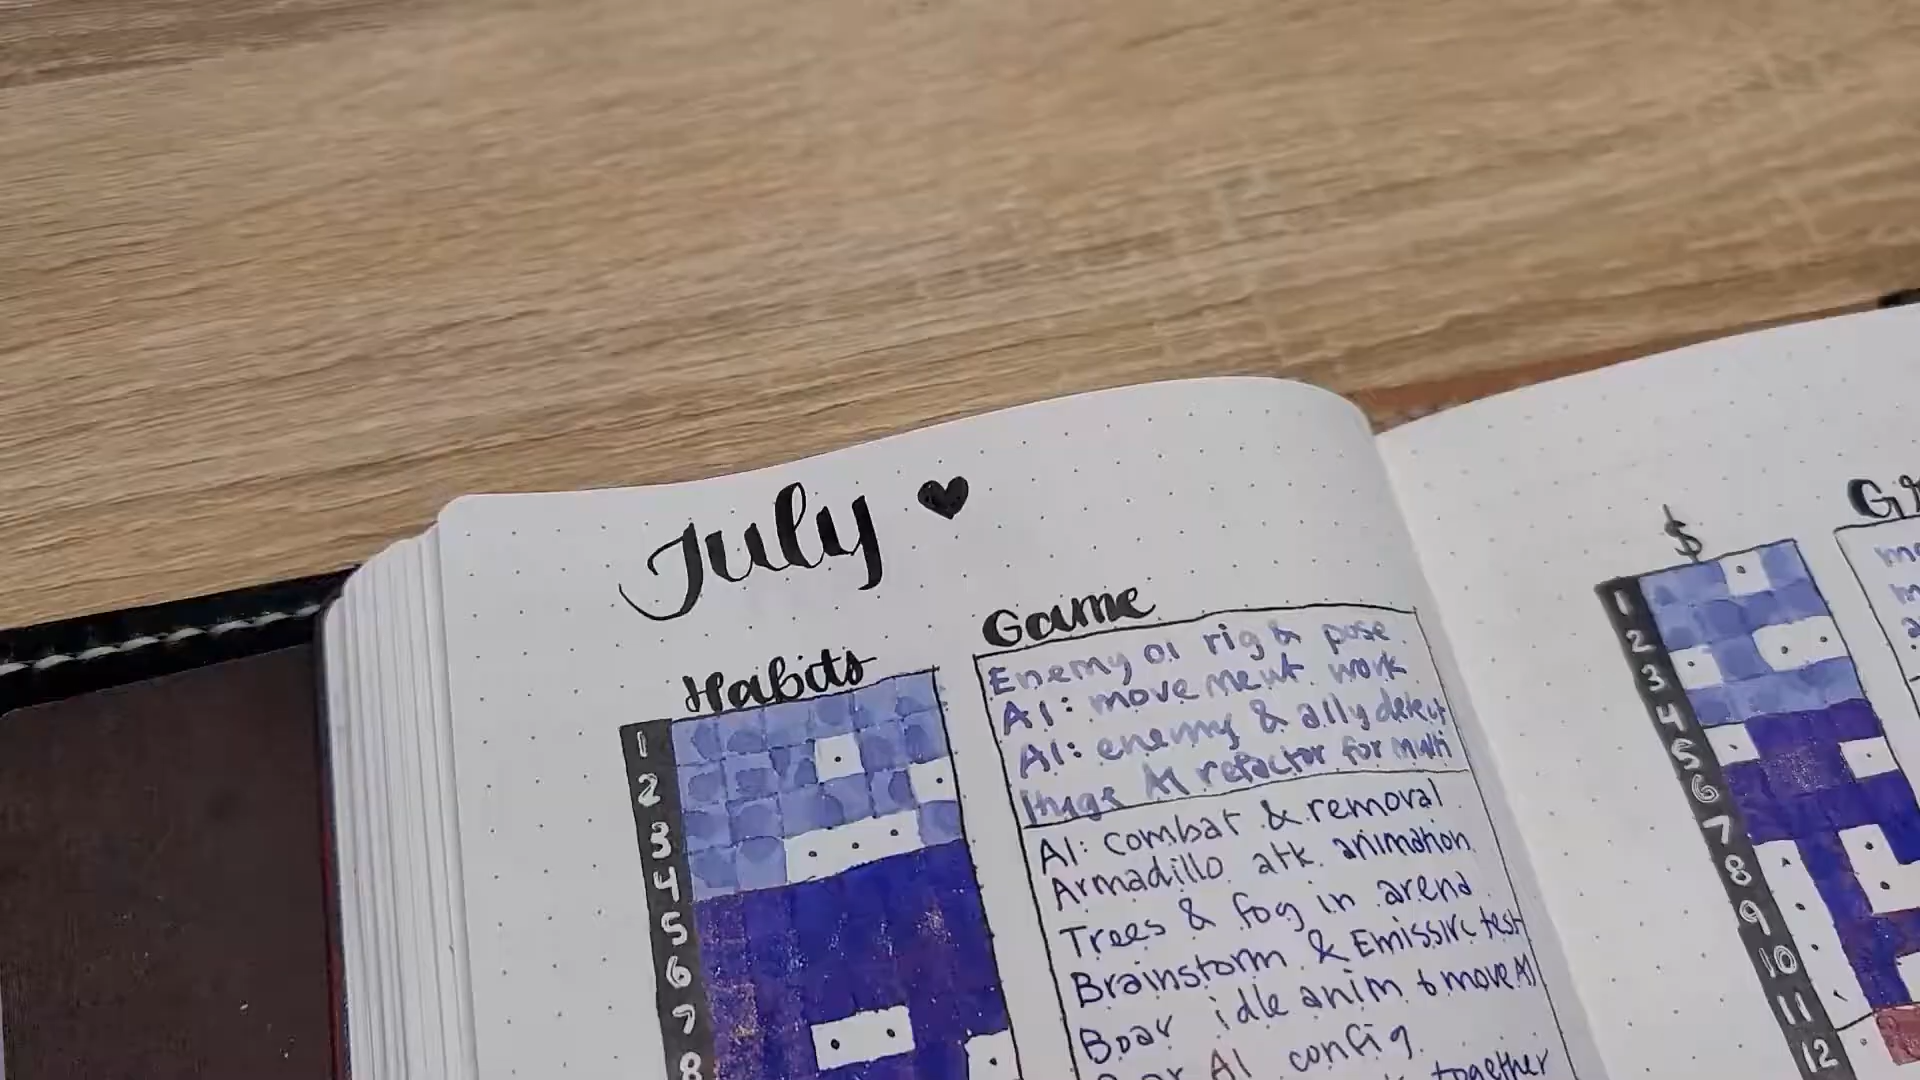 July
Habits
1
2
3
4
5
6
7
8
Game
Enemy 01 rig & pose
AI: movement work
AI: enemy & ally detect
Huge AI refactor for multi
AI: combat & removal
Armadillo atk. animation
Trees & fog in arena
Brainstorm & Emissive test
Boar idle anim & move AI
AI config
together
$
1
2
3
4
5
6
7
8
9
10
11
12